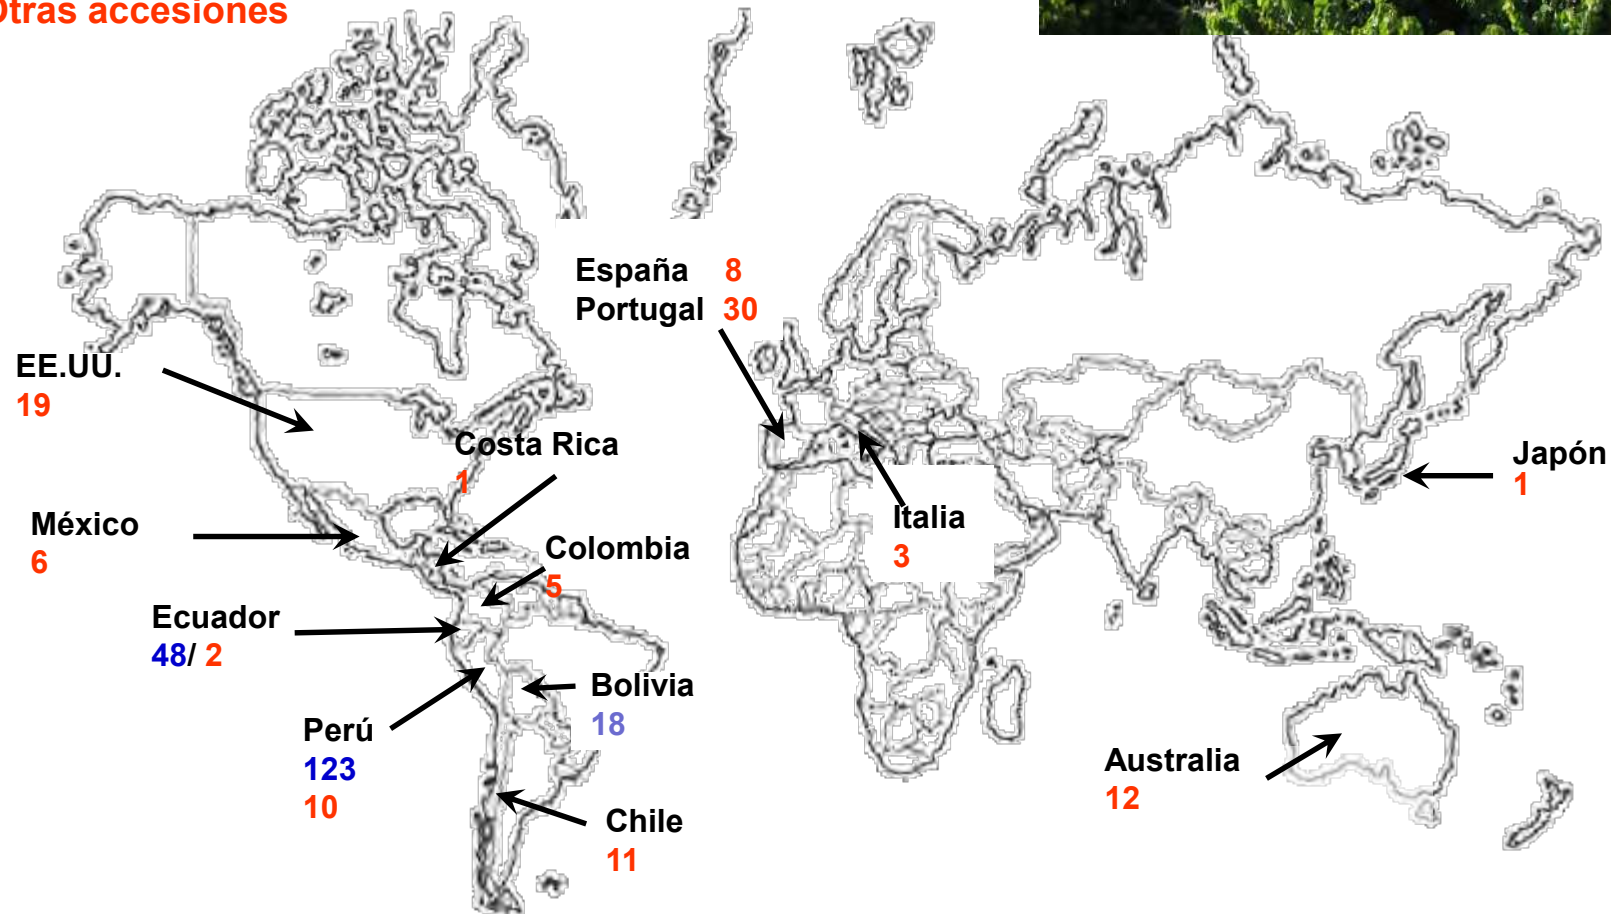 Otras accesiones
España 8
Portugal 30
EE.UU.
19
Costa Rica
1
Japón
1
México
6
Italia
3
Colombia
5
Ecuador
48/ 2
Bolivia
18
Perú
123
10
Australia
12
Chile
11